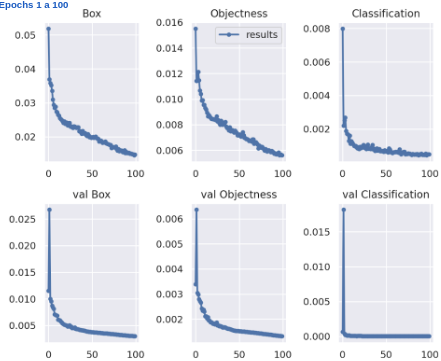 Epochs 1 a 100
Box
Objectness
Classification
0.05
0.04
0.03
0.02
0 50 100
0.016
0.014
0.012
0.010
0.008
0.006
results
0 50 100
0.008
0.006
0.004
0.002
0 50 100
val Box
val Objectness
val Classification
0.025
0.020
0.015
0.010
0.005
0 50 100
0.006
0.005
0.004
0.003
0.002
0 50 100
0.015
0.010
0.005
0.000
0 50 100